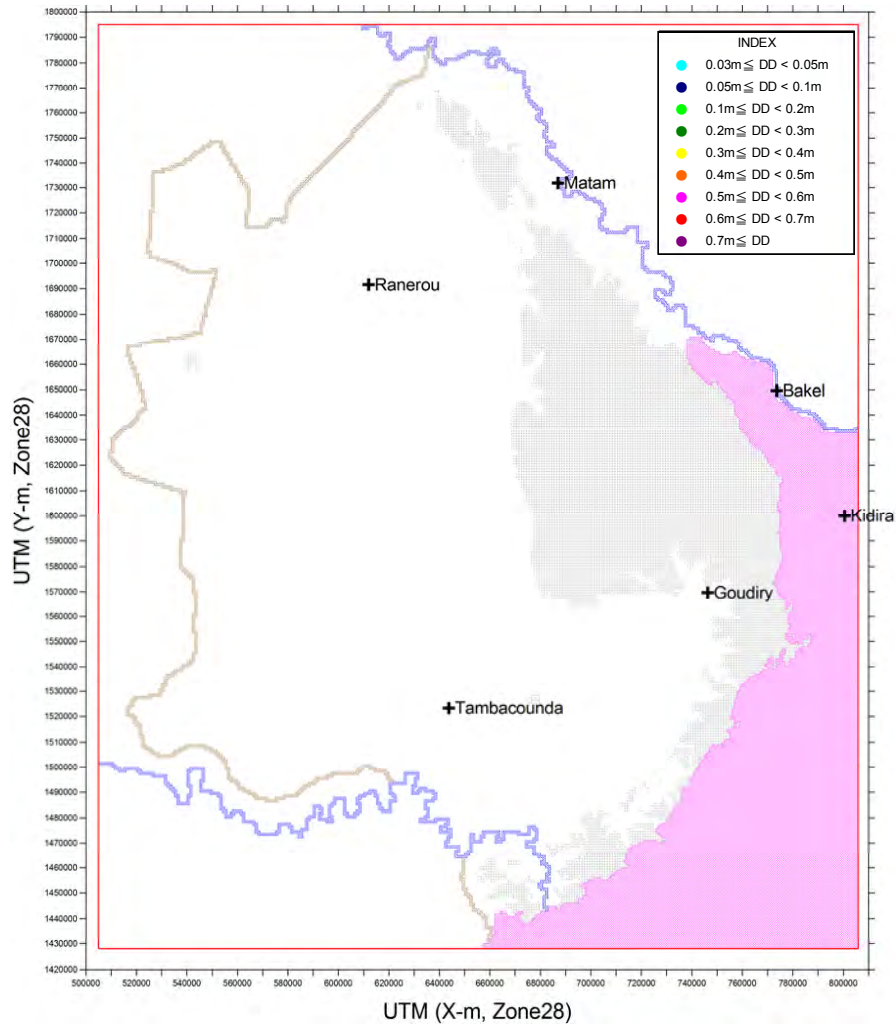 1800000
1790000
1780000
1770000
1760000
1750000
1740000
1730000
1720000
1710000
1700000
1690000
1680000
1670000
1660000
1650000
1640000
1630000
1620000
1610000
1600000
1590000
1580000
1570000
1560000
1550000
1540000
1530000
1520000
1510000
1500000
1490000
1480000
1470000
1460000
1450000
1440000
1430000
1420000
UTM (Y-m, Zone28)
INDEX
0.03m≦ DD < 0.05m
0.05m≦ DD < 0.1m
0.1m≦ DD < 0.2m
0.2m≦ DD < 0.3m
0.3m≦ DD < 0.4m
0.4m≦ DD < 0.5m
0.5m≦ DD < 0.6m
0.6m≦ DD < 0.7m
0.7m≦ DD
Matam
Ranerou
Bakel
Kidira
Goudiry
Tambacounda
500000 520000 540000 560000 580000 600000 620000 640000 660000 680000 700000 720000 740000 760000 780000 800000
UTM (X-m, Zone28)